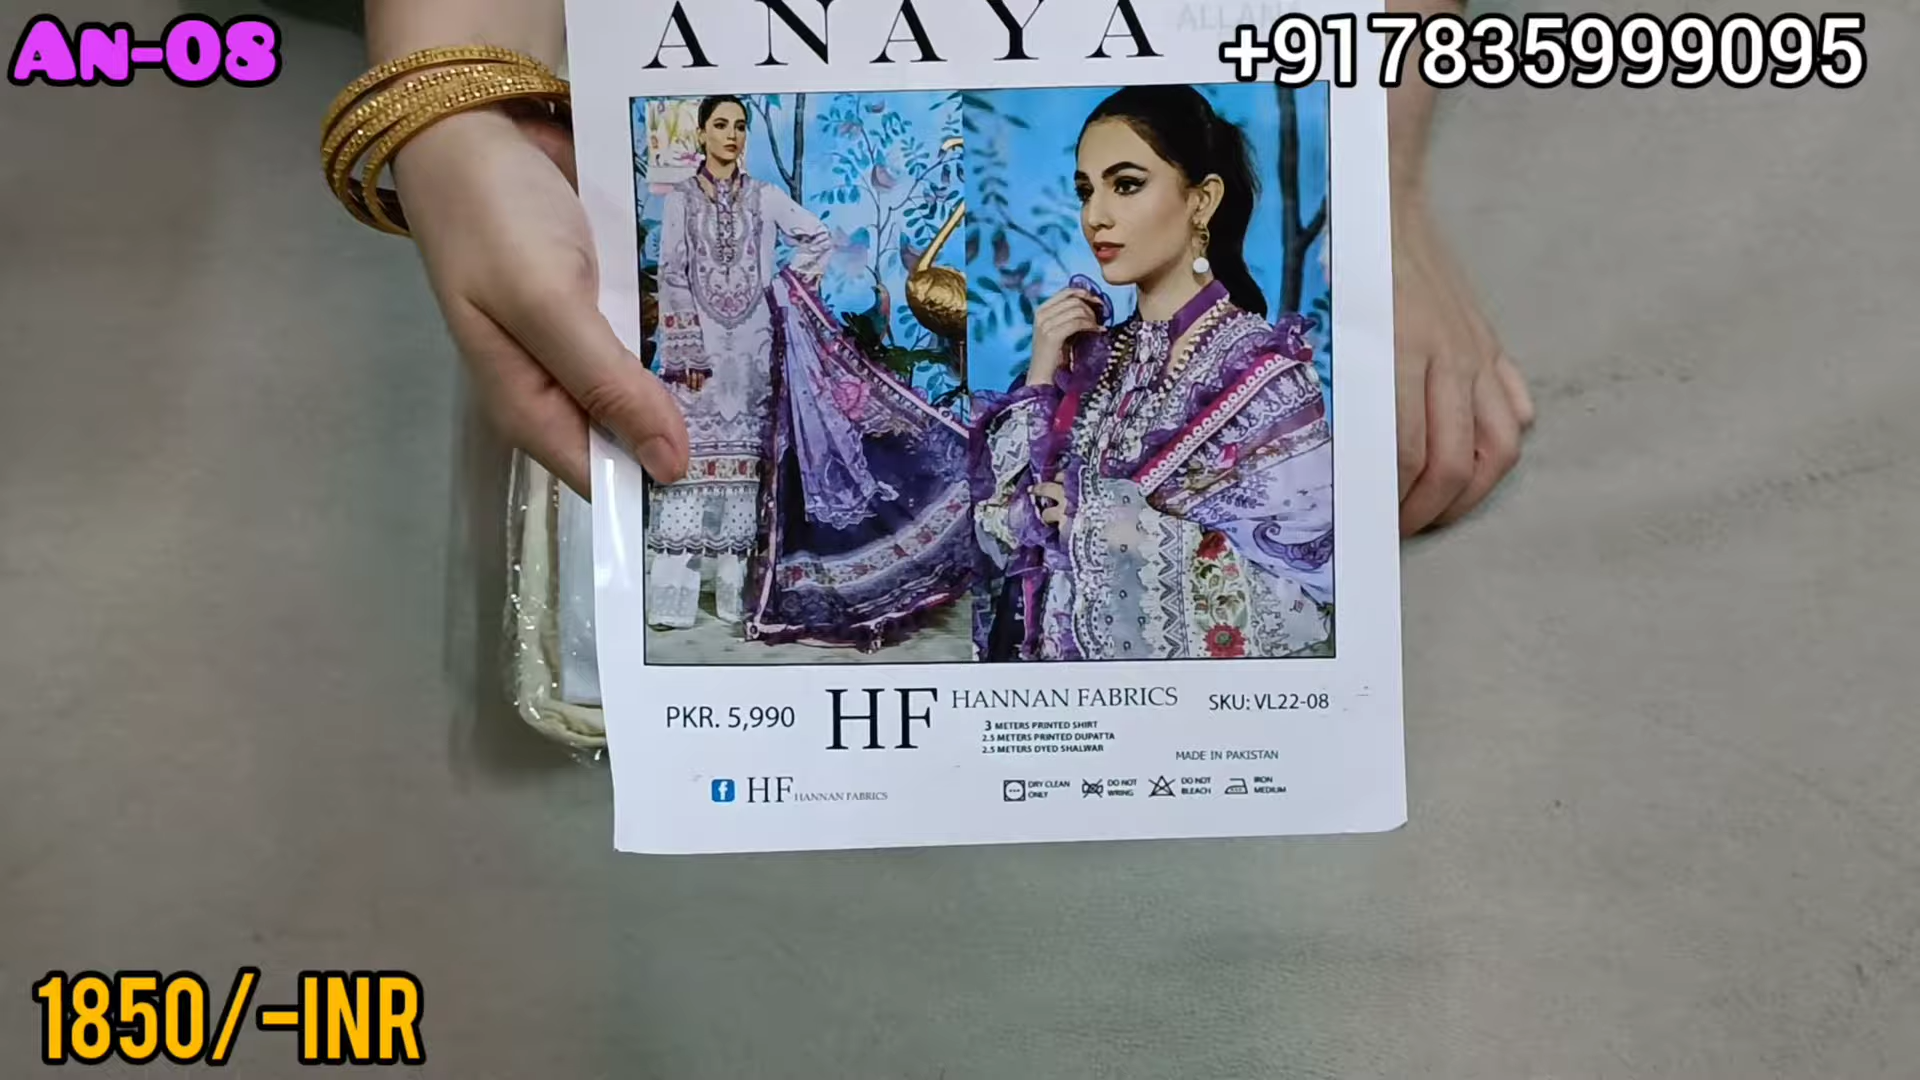 An-08
+917835999095
ANAYA
PKR. 5,990
HF HANNAN FABRICS
SKU: VL22-08
3 METERS PRINTED SHIRT
2.5 METERS PRINTED DUPATTA
2.5 METERS DYED SHALWAR
MADE IN PAKISTAN
f HF HANNAN FABRICS
DRY CLEAN ONLY
DO NOT WRING
DO NOT BLEACH
IRON MEDIUM
1850/-INR